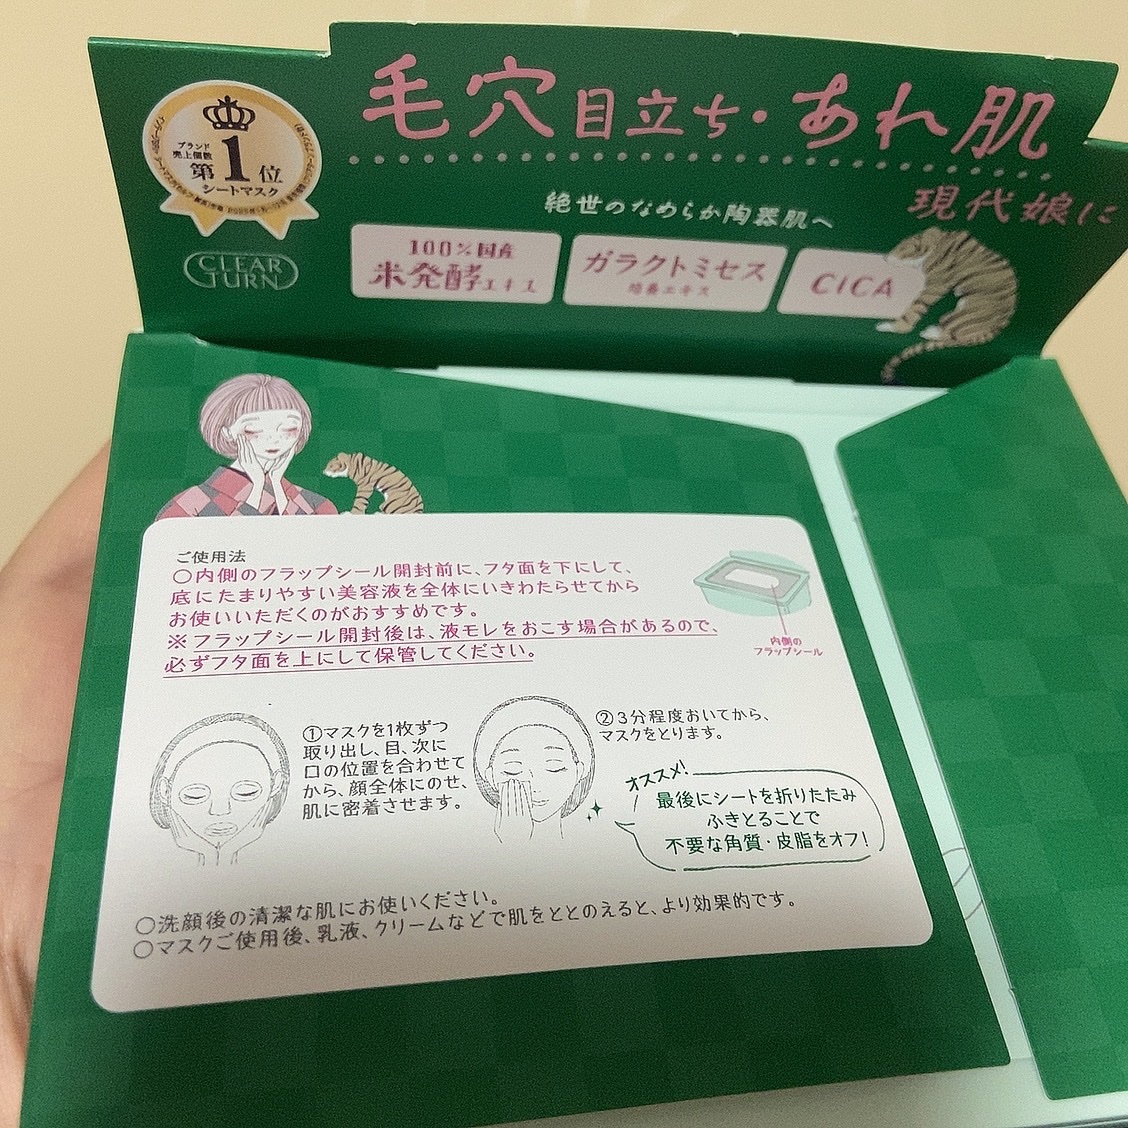 毛穴目立ち・あれ肌
現代娘に
ブランド
売上個数
第1位
シートマスク
絶世のなめらか陶器肌へ
CLEAR
TURN
100%国産
米発酵エキス
ガラクトミセス
培養エキス
CICA
ご使用法
○内側のフラップシール開封前に、フタ面を下にして、
底にたまりやすい美容液を全体にいきわたらせてから
お使いいただくのがおすすめです。
※フラップシール開封後は、液モレをおこす場合があるので、
必ずフタ面を上にして保管してください。
内側の
フラップシール
①マスクを1枚ずつ
取り出し、目、次に
口の位置を合わせて
から、顔全体にのせ、
肌に密着させます。
②3分程度おいてから、
マスクをとります。
オススメ!
最後にシートを折りたたみ
ふきとることで
不要な角質・皮脂をオフ!
○洗顔後の清潔な肌にお使いください。
○マスクご使用後、乳液、クリームなどで肌をととのえると、より効果的です。